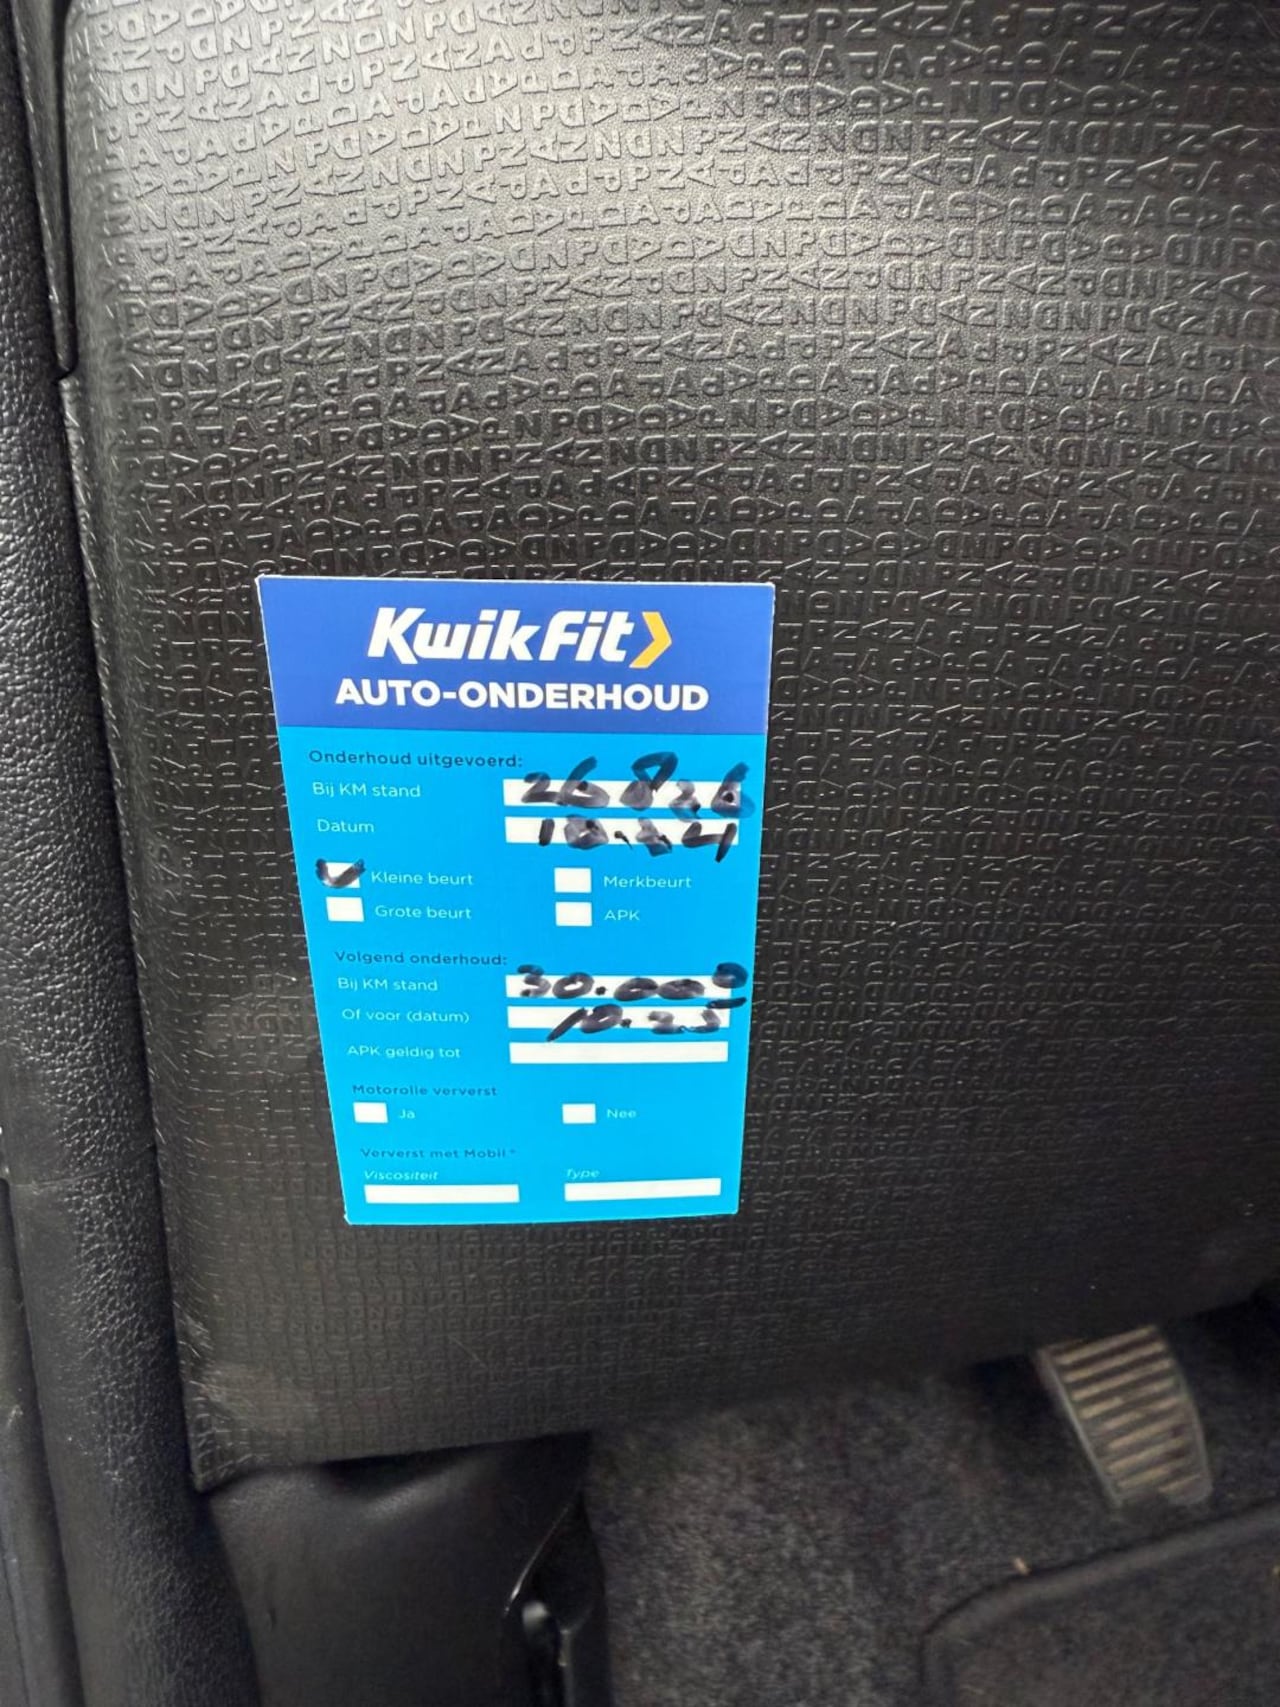 KwikFit
AUTO-ONDERHOUD
Onderhoud uitgevoerd:
Bij KM stand 26826
Datum 10.24
Kleine beurt Merkbeurt
Grote beurt APK
Volgend onderhoud:
Bij KM stand 30.000
Of voor (datum) 10.25
APK geldig tot
Motorolie ververst
Ja Nee
Ververst met Mobil*
Viscositeit Type